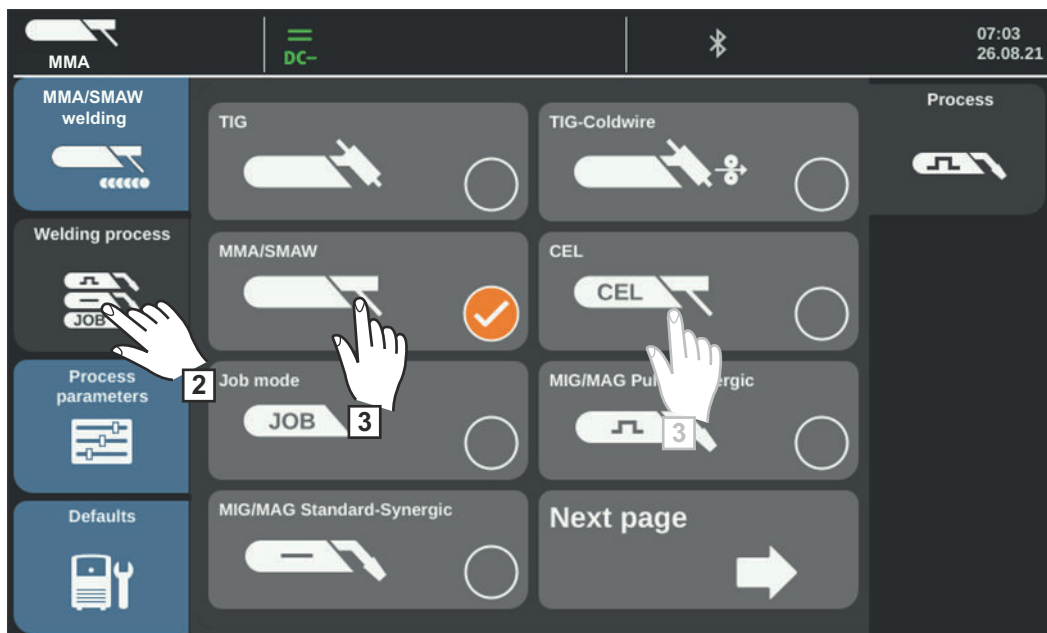 MMA
DC–
07:03
26.08.21
MMA/SMAW
welding
Welding process
JOB
2
Process
parameters
Defaults
TIG
TIG-Coldwire
MMA/SMAW
CEL
CEL
3
Job mode
JOB
MIG/MAG Pul ergic
3
MIG/MAG Standard-Synergic
Next page
Process